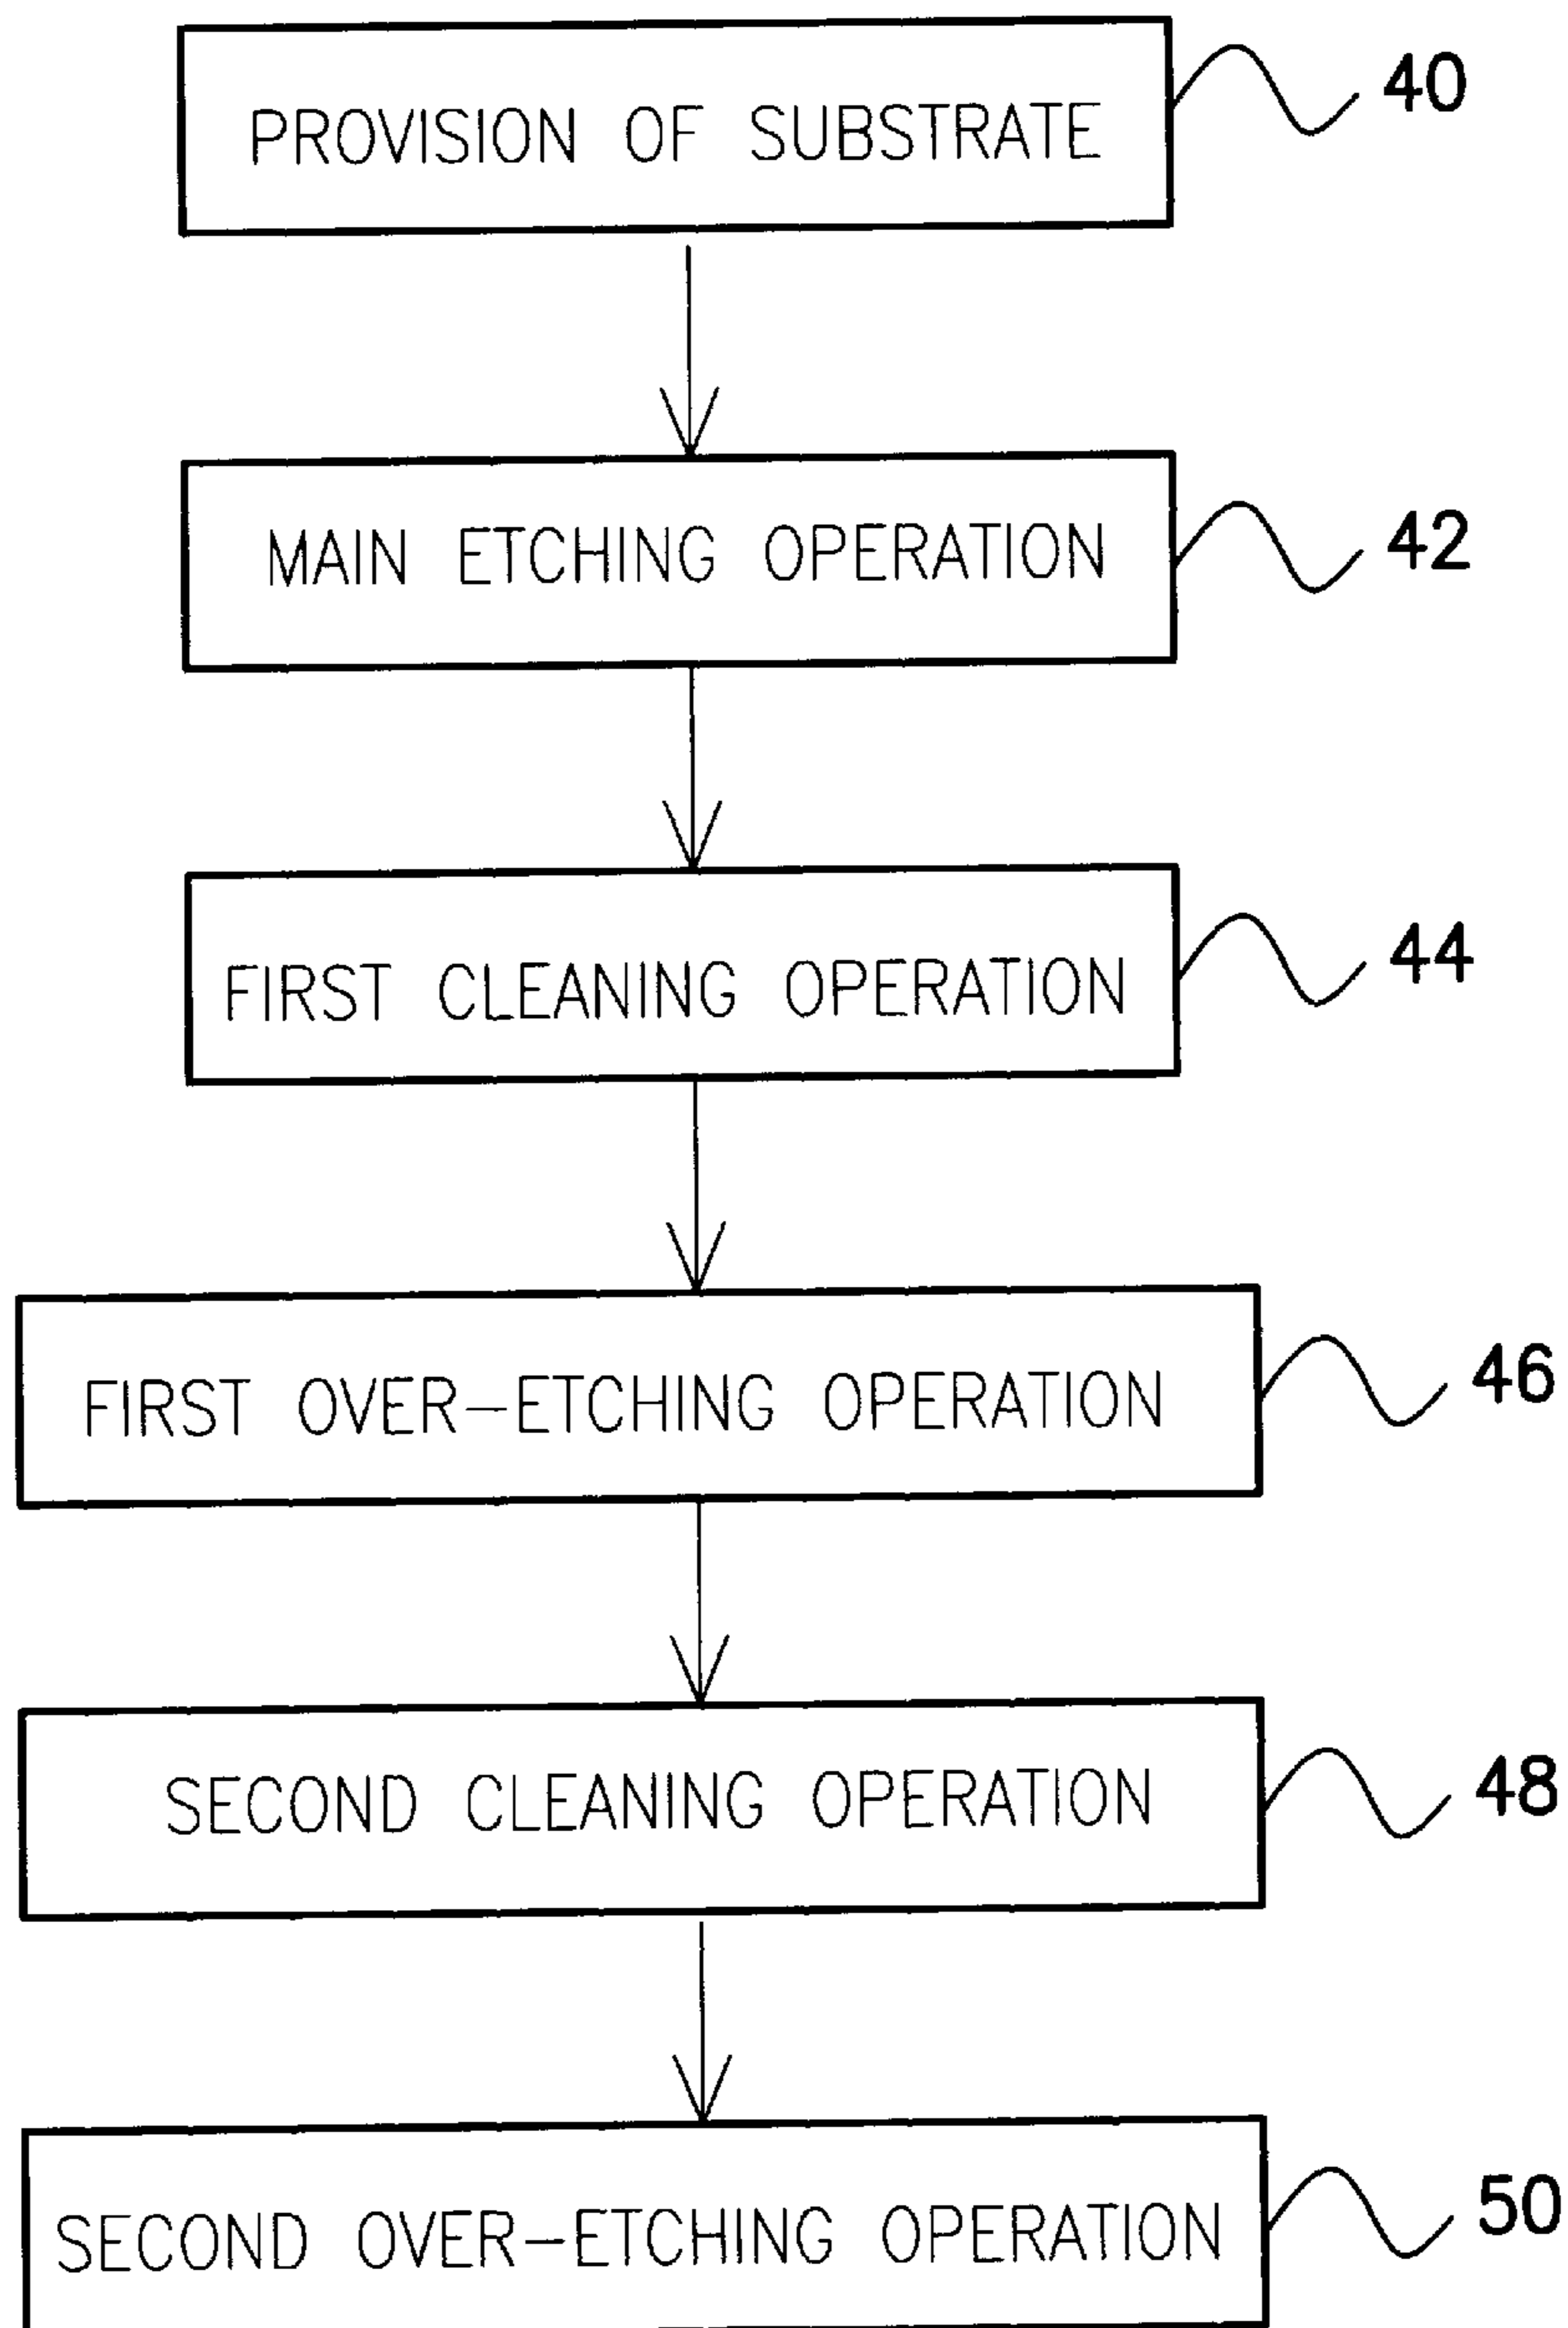 PROVISION OF SUBSTRATE 40
MAIN ETCHING OPERATION 42
FIRST CLEANING OPERATION 44
FIRST OVER-ETCHING OPERATION 46
SECOND CLEANING OPERATION 48
SECOND OVER-ETCHING OPERATION 50